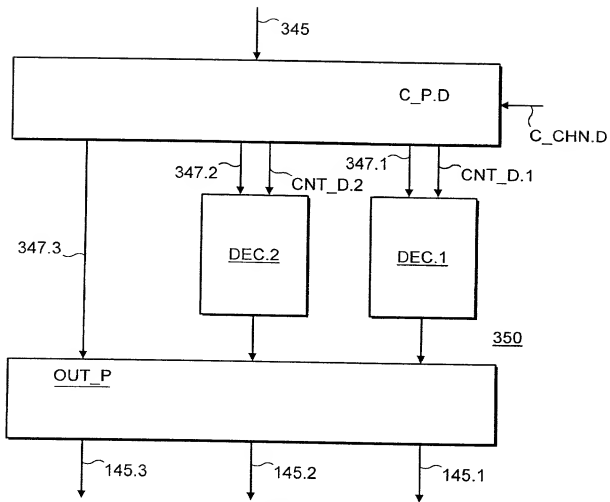 345
C_P.D
C_CHN.D
347.2
CNT_D.2
347.1
CNT_D.1
347.3
DEC.2
DEC.1
350
OUT_P
145.3
145.2
145.1